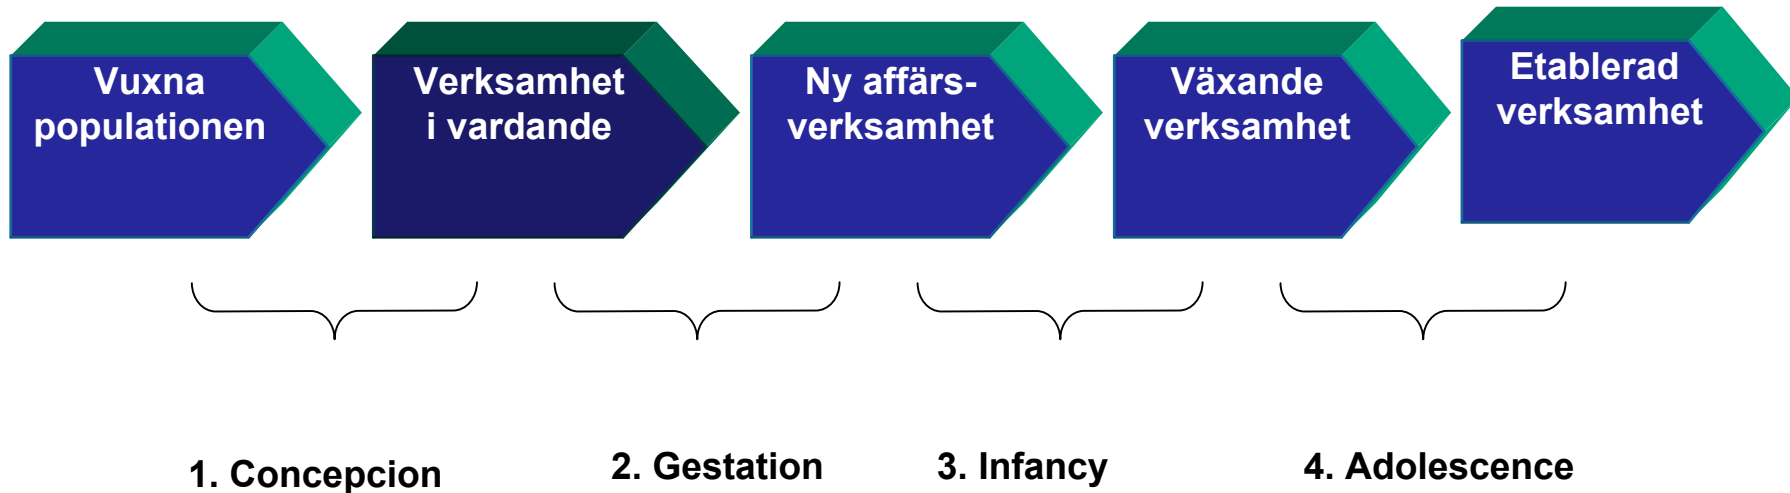 Vuxna
populationen
Verksamhet
i vardande
Ny affärs-
verksamhet
Växande
verksamhet
Etablerad
verksamhet
1. Concepcion
2. Gestation
3. Infancy
4. Adolescence